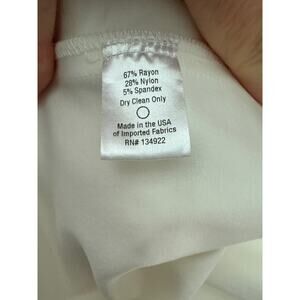 67% Rayon
28% Nylon
5% Spandex
Dry Clean Only
Made in the USA
of Imported Fabrics
RN# 134922